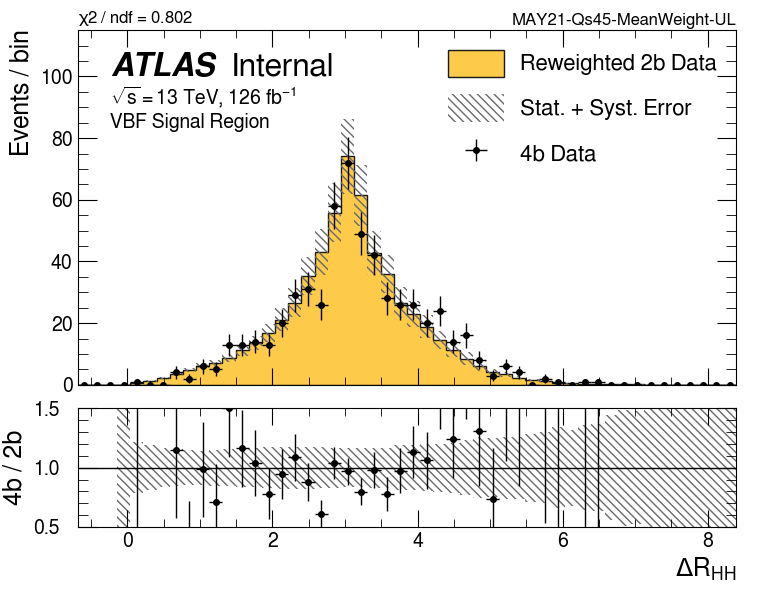 χ2 / ndf = 0.802
MAY21-Qs45-MeanWeight-UL
Events / bin
ATLAS Internal
√s = 13 TeV, 126 fb⁻¹
VBF Signal Region
Reweighted 2b Data
Stat. + Syst. Error
4b Data
100
80
60
40
20
0
4b / 2b
1.5
1.0
0.5
0 2 4 6 8
ΔR_HH